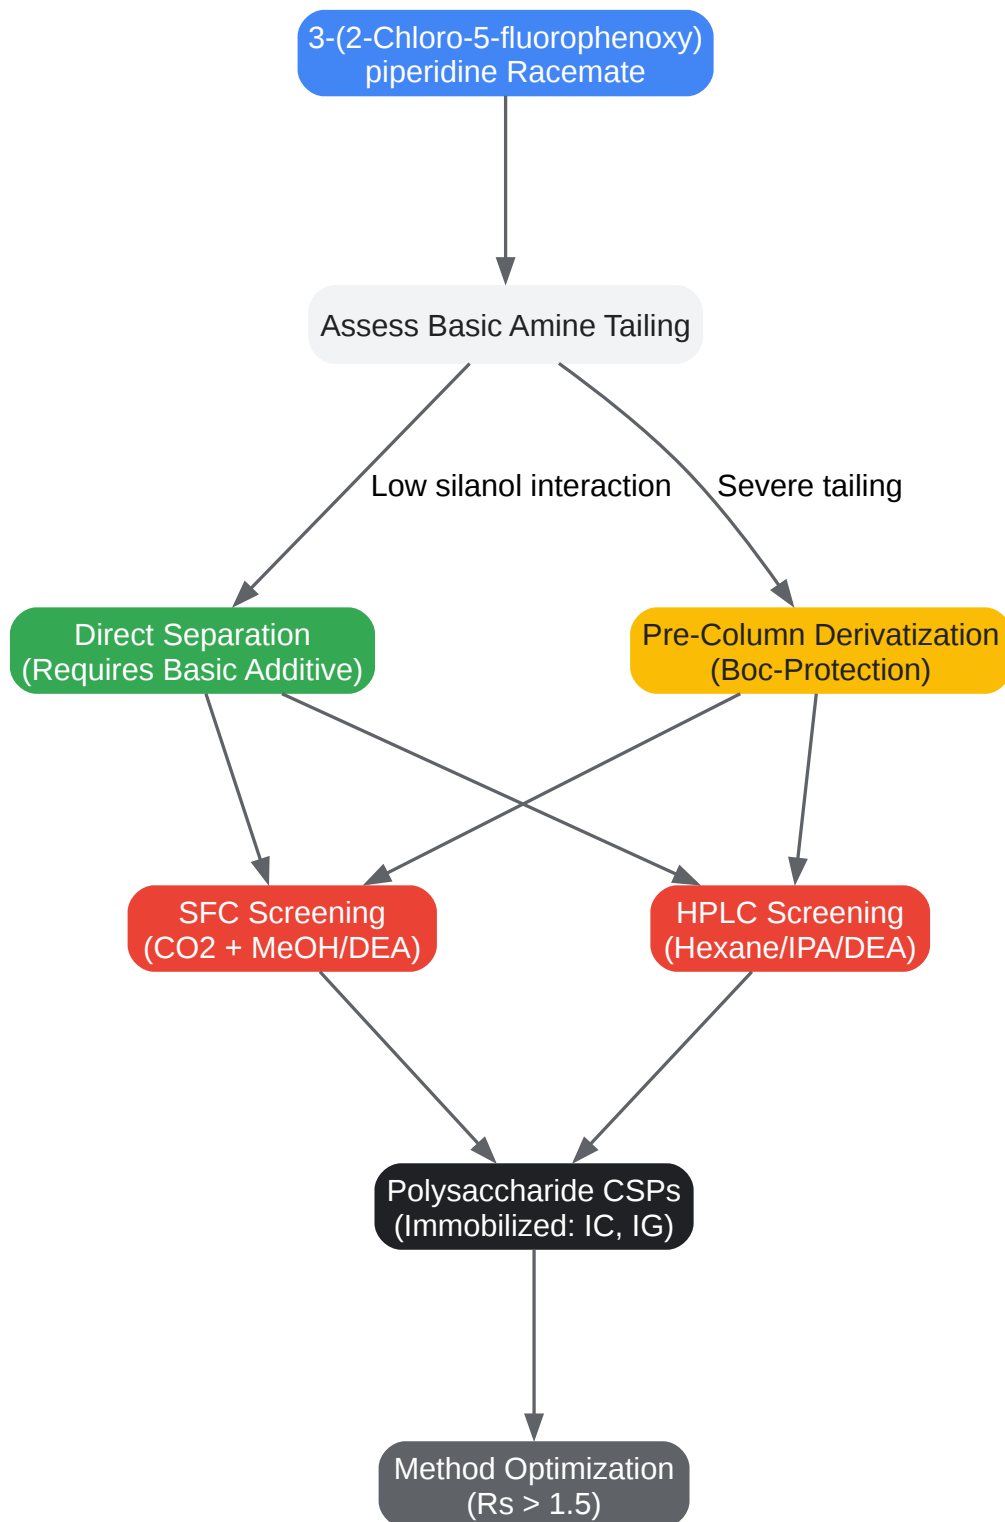 3-(2-Chloro-5-fluorophenoxy)
piperidine Racemate
Assess Basic Amine Tailing
Low silanol interaction
Severe tailing
Direct Separation
(Requires Basic Additive)
Pre-Column Derivatization
(Boc-Protection)
SFC Screening
(CO2 + MeOH/DEA)
HPLC Screening
(Hexane/IPA/DEA)
Polysaccharide CSPs
(Immobilized: IC, IG)
Method Optimization
(Rs > 1.5)